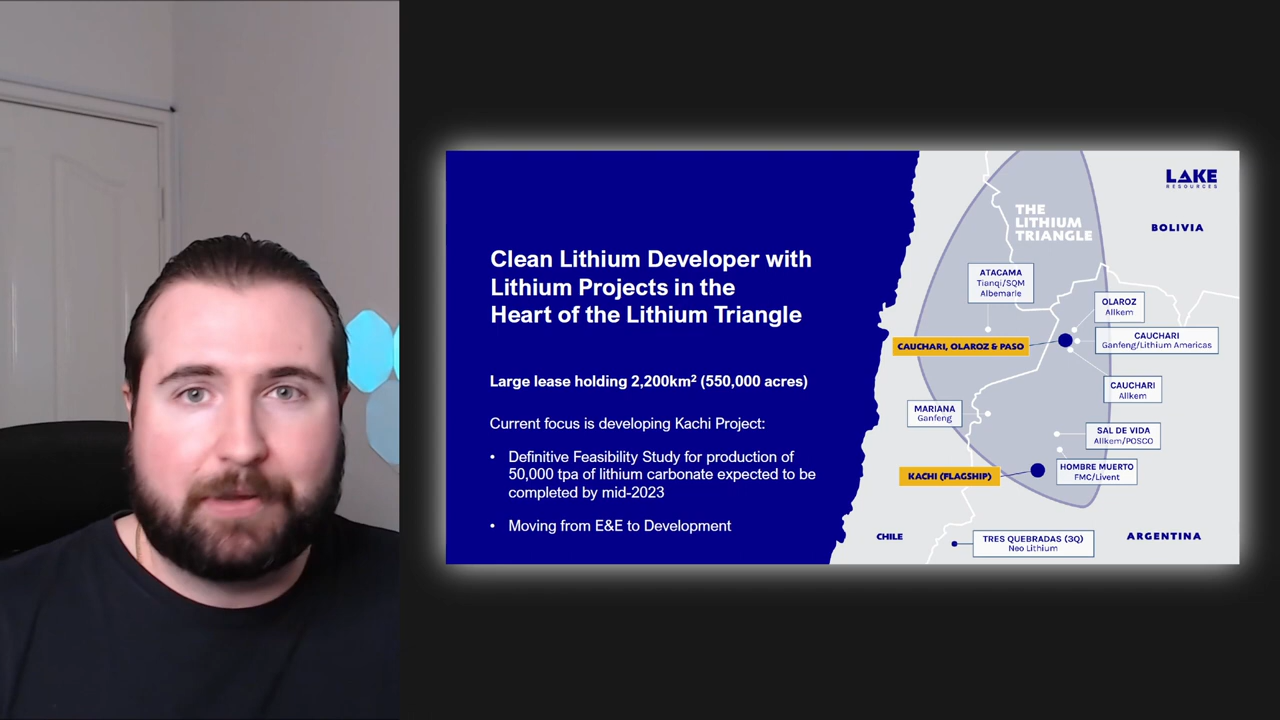 Clean Lithium Developer with
Lithium Projects in the
Heart of the Lithium Triangle
Large lease holding 2,200km² (550,000 acres)
Current focus is developing Kachi Project:
• Definitive Feasibility Study for production of
50,000 tpa of lithium carbonate expected to be
completed by mid-2023
• Moving from E&E to Development
LAKE
RESOURCES
THE
LITHIUM
TRIANGLE
BOLIVIA
ATACAMA
Tianqi/SQM
Albemarle
OLAROZ
Allkem
CAUCHARI, OLAROZ & PASO
CAUCHARI
Ganfeng/Lithium Americas
CAUCHARI
Allkem
MARIANA
Ganfeng
SAL DE VIDA
Allkem/POSCO
KACHI (FLAGSHIP)
HOMBRE MUERTO
FMC/Livent
CHILE
TRES QUEBRADAS (3Q)
Neo Lithium
ARGENTINA